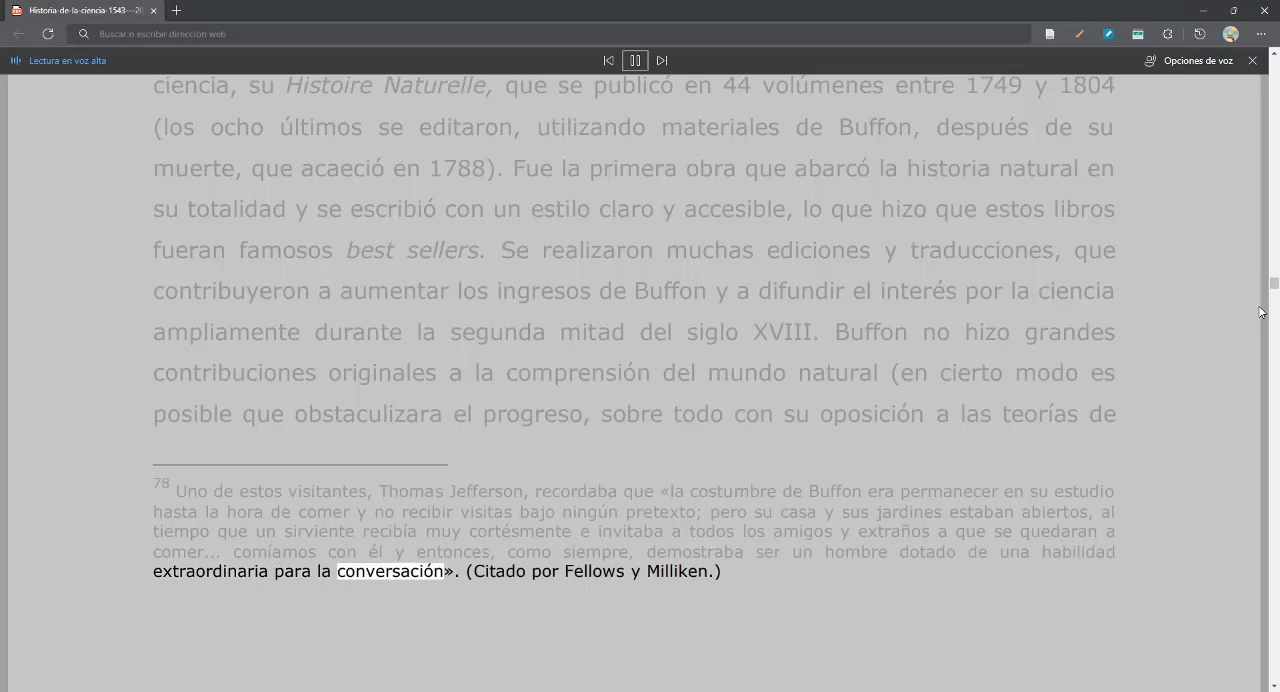 Historia-de-la-ciencia-1543---20
Buscar o escribir dirección web
Lectura en voz alta
Opciones de voz
ciencia, su Histoire Naturelle, que se publicó en 44 volúmenes entre 1749 y 1804
(los ocho últimos se editaron, utilizando materiales de Buffon, después de su
muerte, que acaeció en 1788). Fue la primera obra que abarcó la historia natural en
su totalidad y se escribió con un estilo claro y accesible, lo que hizo que estos libros
fueran famosos best sellers. Se realizaron muchas ediciones y traducciones, que
contribuyeron a aumentar los ingresos de Buffon y a difundir el interés por la ciencia
ampliamente durante la segunda mitad del siglo XVIII. Buffon no hizo grandes
contribuciones originales a la comprensión del mundo natural (en cierto modo es
posible que obstaculizara el progreso, sobre todo con su oposición a las teorías de
78 Uno de estos visitantes, Thomas Jefferson, recordaba que «la costumbre de Buffon era permanecer en su estudio
hasta la hora de comer y no recibir visitas bajo ningún pretexto; pero su casa y sus jardines estaban abiertos, al
tiempo que un sirviente recibía muy cortésmente e invitaba a todos los amigos y extraños a que se quedaran a
comer... comíamos con él y entonces, como siempre, demostraba ser un hombre dotado de una habilidad
extraordinaria para la conversación». (Citado por Fellows y Milliken.)